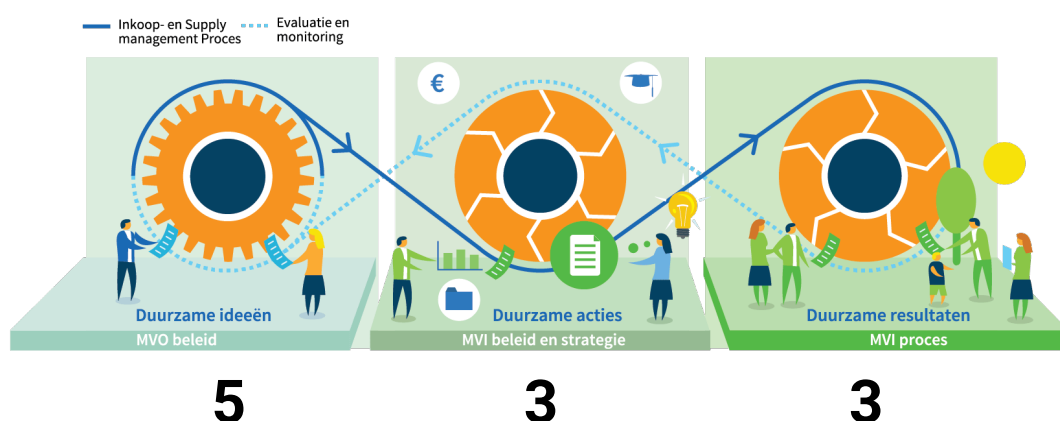 Inkoop- en Supply
management Proces
Evaluatie en
monitoring
€
Duurzame ideeën
MVO beleid
Duurzame acties
MVI beleid en strategie
Duurzame resultaten
MVI proces
5
3
3